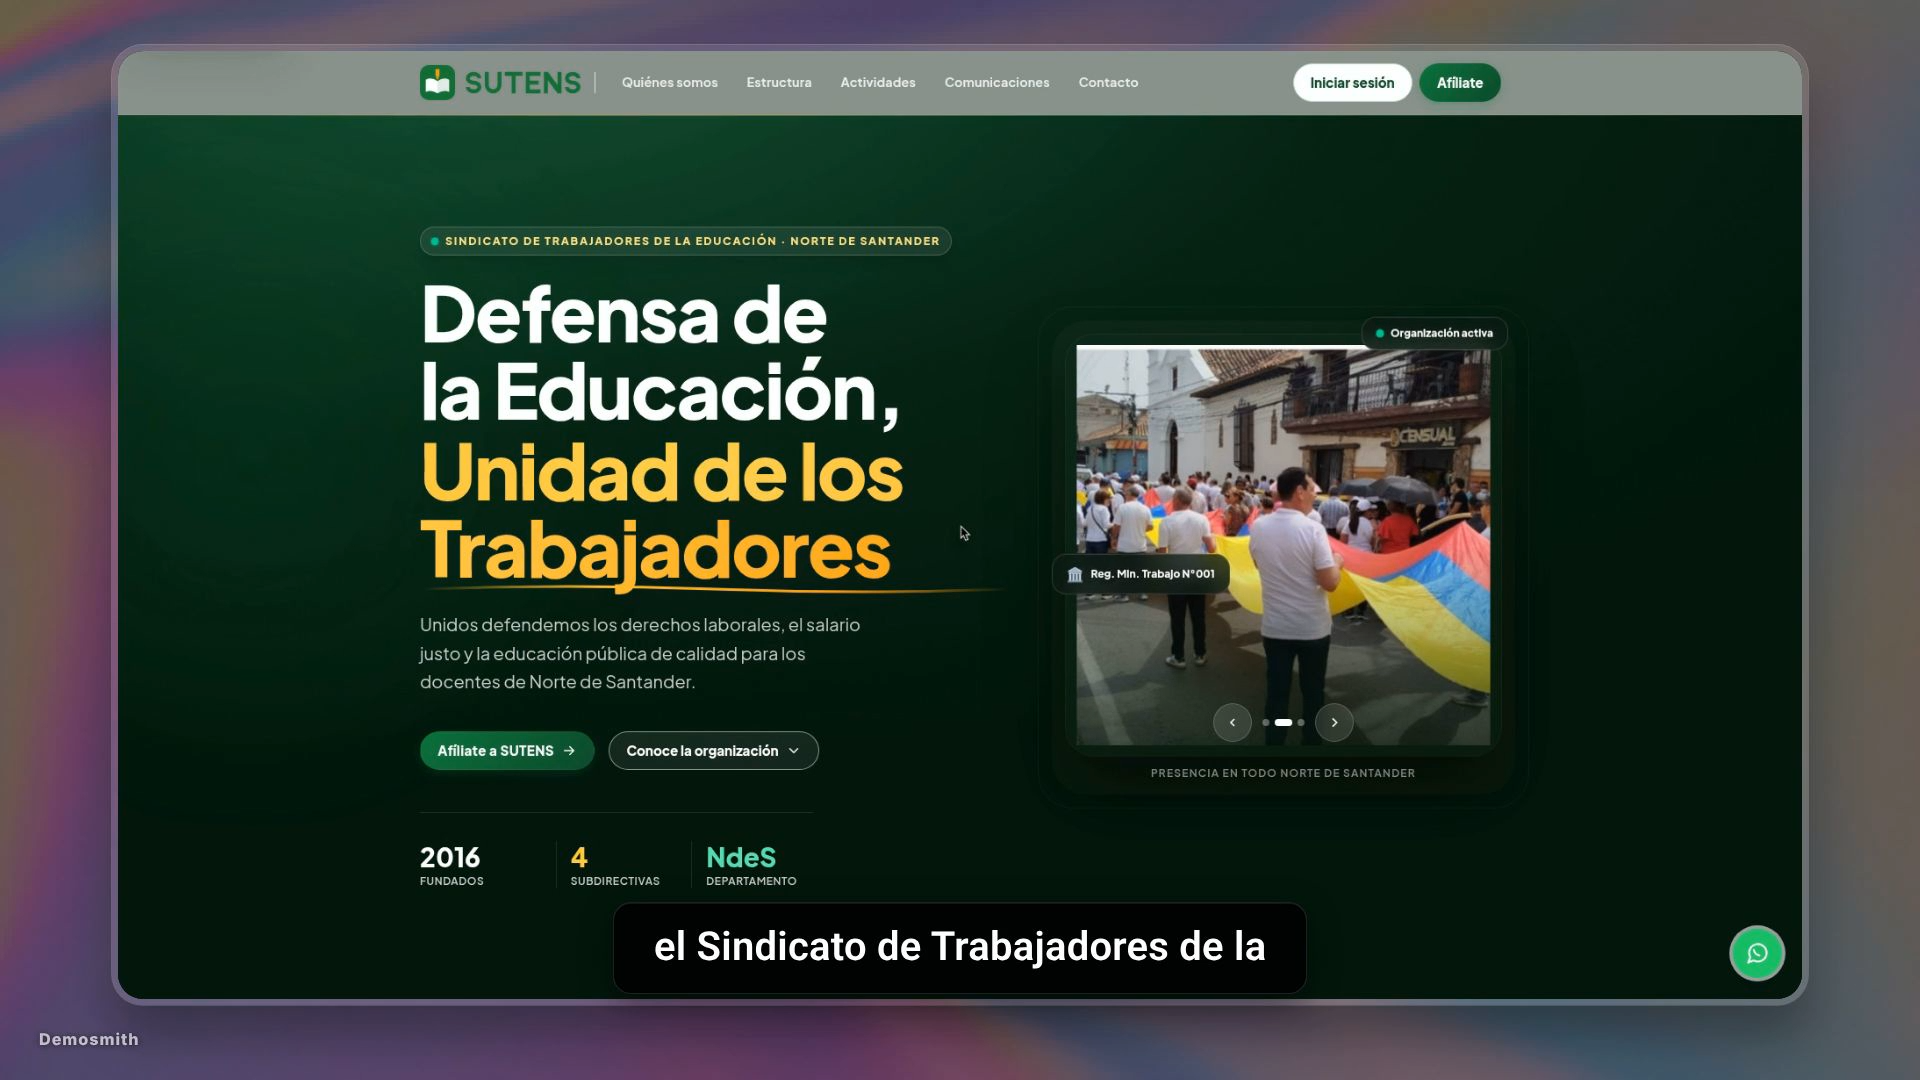 SUTENS
Quiénes somos
Estructura
Actividades
Comunicaciones
Contacto
Iniciar sesión
Afíliate
SINDICATO DE TRABAJADORES DE LA EDUCACIÓN · NORTE DE SANTANDER
Defensa de
la Educación,
Unidad de los
Trabajadores
Unidos defendemos los derechos laborales, el salario
justo y la educación pública de calidad para los
docentes de Norte de Santander.
Afíliate a SUTENS →
Conoce la organización
2016
FUNDADOS
4
SUBDIRECTIVAS
NdeS
DEPARTAMENTO
Organización activa
CENSUAL
Reg. Min. Trabajo N°001
PRESENCIA EN TODO NORTE DE SANTANDER
el Sindicato de Trabajadores de la
Demosmith